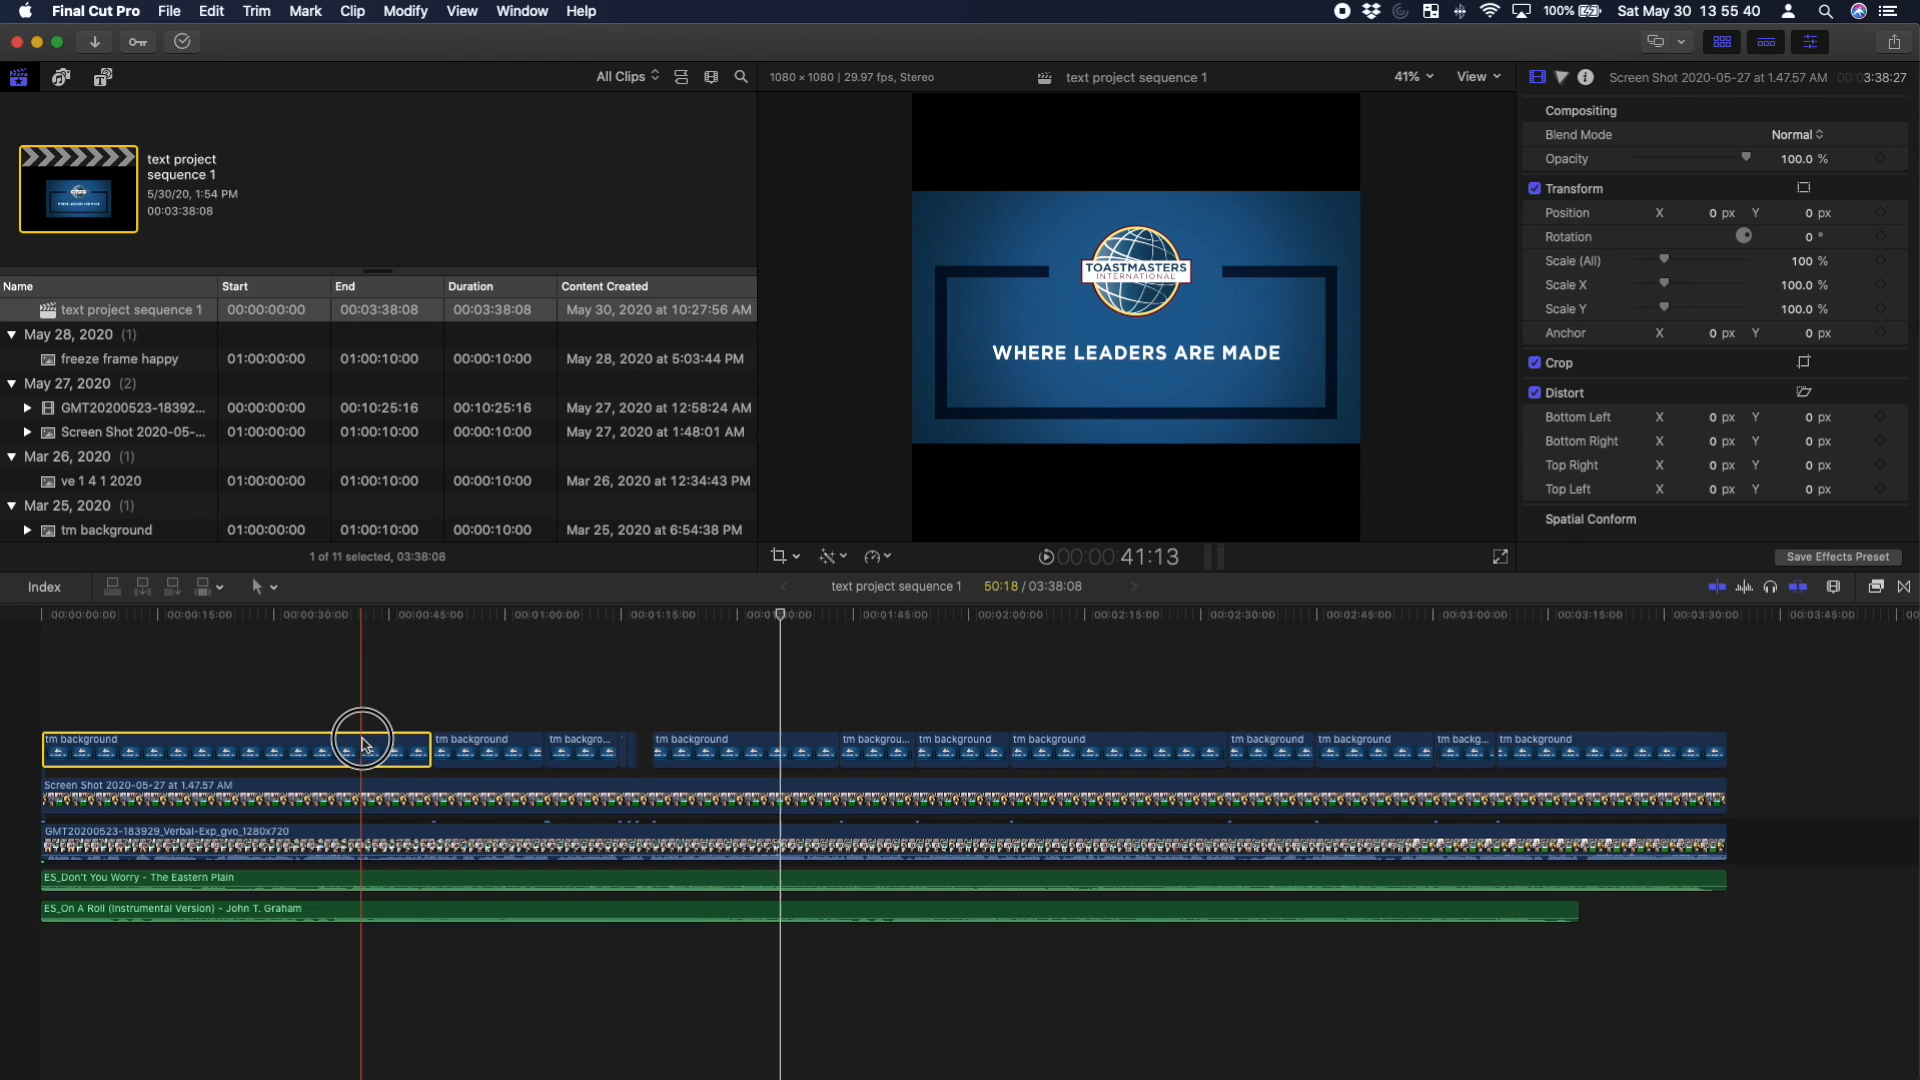 Final Cut Pro File Edit Trim Mark Clip Modify View Window Help 100% Sat May 30 13 55 40
All Clips 1080 × 1080 | 29.97 fps, Stereo text project sequence 1 41% View Screen Shot 2020-05-27 at 1.47.57 AM 00:03:38:27
text project
sequence 1
5/30/20, 1:54 PM
00:03:38:08
Name Start End Duration Content Created
text project sequence 1 00:00:00:00 00:03:38:08 00:03:38:08 May 30, 2020 at 10:27:56 AM
May 28, 2020 (1)
freeze frame happy 01:00:00:00 01:00:10:00 00:00:10:00 May 28, 2020 at 5:03:44 PM
May 27, 2020 (2)
GMT20200523-18392... 00:00:00:00 00:10:25:16 00:10:25:16 May 27, 2020 at 12:58:24 AM
Screen Shot 2020-05-... 01:00:00:00 01:00:10:00 00:00:10:00 May 27, 2020 at 1:48:01 AM
Mar 26, 2020 (1)
ve 1 4 1 2020 01:00:00:00 01:00:10:00 00:00:10:00 Mar 26, 2020 at 12:34:43 PM
Mar 25, 2020 (1)
tm background 01:00:00:00 01:00:10:00 00:00:10:00 Mar 25, 2020 at 6:54:38 PM
1 of 11 selected, 03:38:08
TOASTMASTERS
INTERNATIONAL
WHERE LEADERS ARE MADE
00:00:41:13
Compositing
Blend Mode Normal
Opacity 100.0 %
Transform
Position X 0 px Y 0 px
Rotation 0 °
Scale (All) 100 %
Scale X 100.0 %
Scale Y 100.0 %
Anchor X 0 px Y 0 px
Crop
Distort
Bottom Left X 0 px Y 0 px
Bottom Right X 0 px Y 0 px
Top Right X 0 px Y 0 px
Top Left X 0 px Y 0 px
Spatial Conform
Save Effects Preset
Index text project sequence 1 50:18 / 03:38:08
00:00:00:00 00:00:15:00 00:00:30:00 00:00:45:00 00:01:00:00 00:01:15:00 00:01:30:00 00:01:45:00 00:02:00:00 00:02:15:00 00:02:30:00 00:02:45:00 00:03:00:00 00:03:15:00 00:03:30:00 00:03:45:00 00
tm background tm background tm backgro... tm background tm backgrou... tm background tm background tm background tm background tm backg... tm background
Screen Shot 2020-05-27 at 1.47.57 AM
GMT20200523-183929_Verbal-Exp_gvo_1280x720
ES_Don't You Worry - The Eastern Plain
ES_On A Roll (Instrumental Version) - John T. Graham